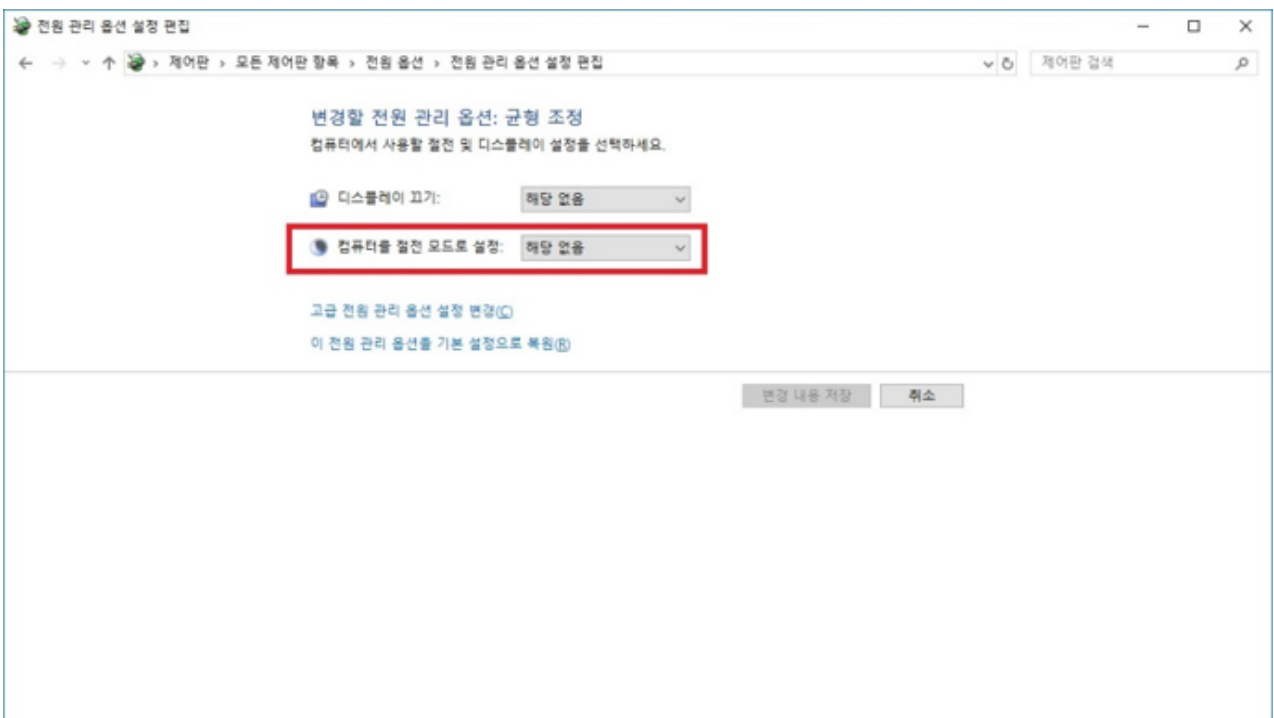 전원 관리 옵션 설정 편집
제어판 › 모든 제어판 항목 › 전원 옵션 › 전원 관리 옵션 설정 편집
제어판 검색
변경할 전원 관리 옵션: 균형 조정
컴퓨터에서 사용할 절전 및 디스플레이 설정을 선택하세요.
디스플레이 끄기: 해당 없음
컴퓨터를 절전 모드로 설정: 해당 없음
고급 전원 관리 옵션 설정 변경(C)
이 전원 관리 옵션을 기본 설정으로 복원(R)
변경 내용 저장 취소